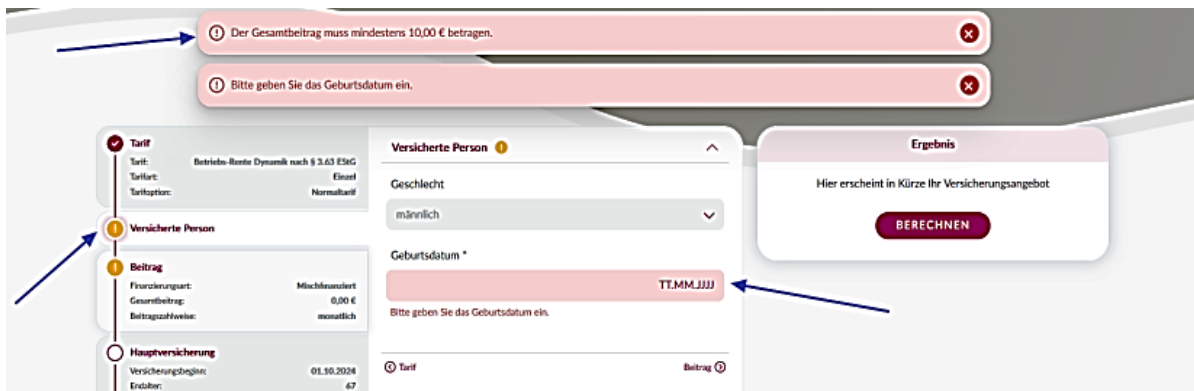 Der Gesamtbeitrag muss mindestens 10,00 € betragen.
Bitte geben Sie das Geburtsdatum ein.
Tarif
Tarif: Betriebs-Rente Dynamik nach § 3.63 EStG
Tarifart: Einzel
Tarifoption: Normaltarif
Versicherte Person
Beitrag
Finanzierungsart: Mischfinanziert
Gesamtbeitrag: 0,00 €
Beitragszahlweise: monatlich
Hauptversicherung
Versicherungsbeginn: 01.10.2024
Endalter: 67
Versicherte Person
Geschlecht
männlich
Geburtsdatum *
TT.MM.JJJJ
Bitte geben Sie das Geburtsdatum ein.
Tarif
Beitrag
Ergebnis
Hier erscheint in Kürze Ihr Versicherungsangebot
BERECHNEN